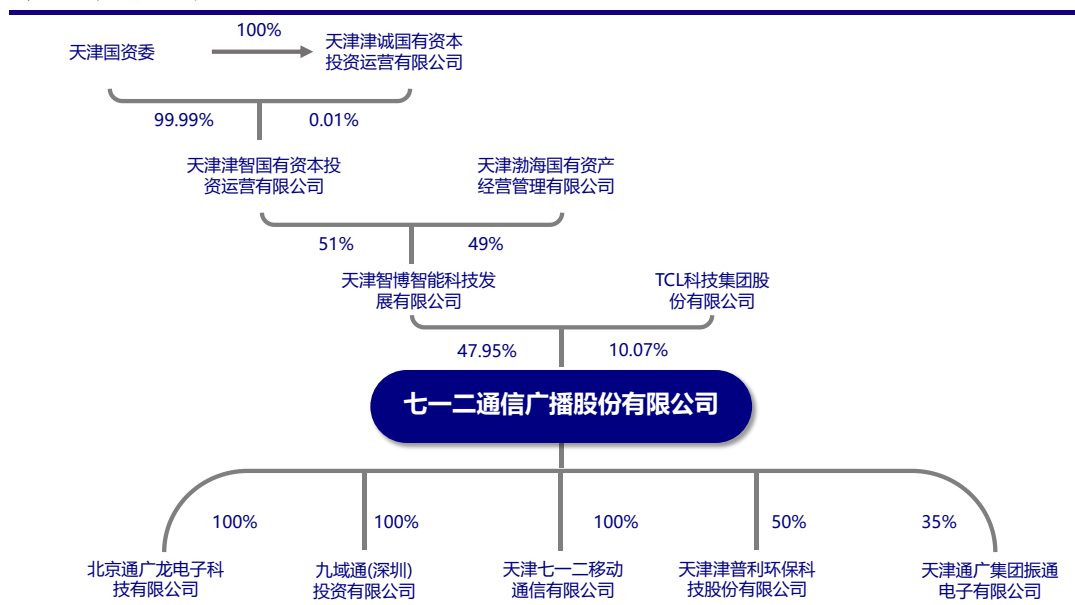 100%
天津国资委
天津津诚国有资本
投资运营有限公司
99.99%
0.01%
天津津智国有资本投
资运营有限公司
天津渤海国有资产
经营管理有限公司
51%
49%
天津智博智能科技发
展有限公司
TCL科技集团股
份有限公司
47.95%
10.07%
七一二通信广播股份有限公司
100%
100%
100%
50%
35%
北京通广龙电子科
技有限公司
九域通(深圳)
投资有限公司
天津七一二移动
通信有限公司
天津津普利环保科
技股份有限公司
天津通广集团振通
电子有限公司